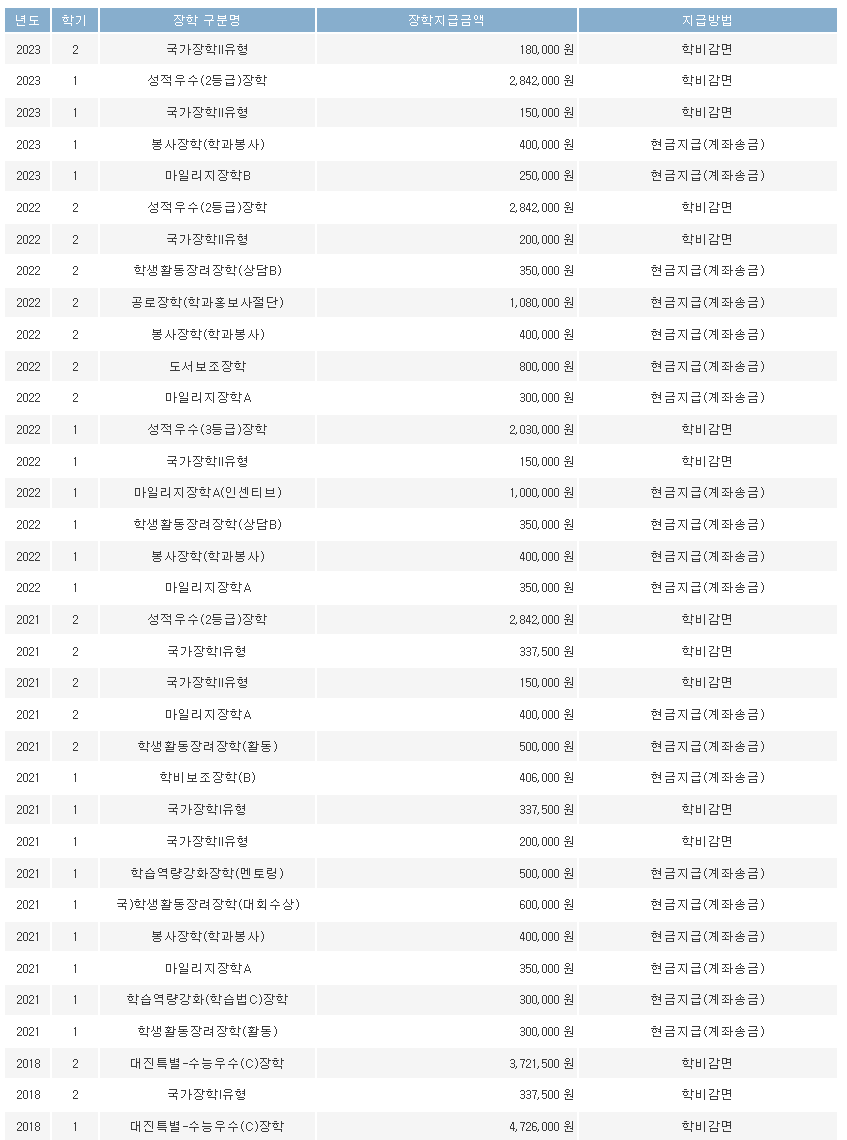 년도 학기 장학 구분명 장학지급금액 지급방법
2023 2 국가장학II유형 180,000 원 학비감면
2023 1 성적우수(2등급)장학 2,842,000 원 학비감면
2023 1 국가장학II유형 150,000 원 학비감면
2023 1 봉사장학(학과봉사) 400,000 원 현금지급(계좌송금)
2023 1 마일리지장학B 250,000 원 현금지급(계좌송금)
2022 2 성적우수(2등급)장학 2,842,000 원 학비감면
2022 2 국가장학II유형 200,000 원 학비감면
2022 2 학생활동장려장학(상담B) 350,000 원 현금지급(계좌송금)
2022 2 공로장학(학과홍보사절단) 1,080,000 원 현금지급(계좌송금)
2022 2 봉사장학(학과봉사) 400,000 원 현금지급(계좌송금)
2022 2 도서보조장학 800,000 원 현금지급(계좌송금)
2022 2 마일리지장학A 300,000 원 현금지급(계좌송금)
2022 1 성적우수(3등급)장학 2,030,000 원 학비감면
2022 1 국가장학II유형 150,000 원 학비감면
2022 1 마일리지장학A(인센티브) 1,000,000 원 현금지급(계좌송금)
2022 1 학생활동장려장학(상담B) 350,000 원 현금지급(계좌송금)
2022 1 봉사장학(학과봉사) 400,000 원 현금지급(계좌송금)
2022 1 마일리지장학A 350,000 원 현금지급(계좌송금)
2021 2 성적우수(2등급)장학 2,842,000 원 학비감면
2021 2 국가장학I유형 337,500 원 학비감면
2021 2 국가장학II유형 150,000 원 학비감면
2021 2 마일리지장학A 400,000 원 현금지급(계좌송금)
2021 2 학생활동장려장학(활동) 500,000 원 현금지급(계좌송금)
2021 1 학비보조장학(B) 406,000 원 현금지급(계좌송금)
2021 1 국가장학I유형 337,500 원 학비감면
2021 1 국가장학II유형 200,000 원 학비감면
2021 1 학습역량강화장학(멘토링) 500,000 원 현금지급(계좌송금)
2021 1 국)학생활동장려장학(대회수상) 600,000 원 현금지급(계좌송금)
2021 1 봉사장학(학과봉사) 400,000 원 현금지급(계좌송금)
2021 1 마일리지장학A 350,000 원 현금지급(계좌송금)
2021 1 학습역량강화(학습법C)장학 300,000 원 현금지급(계좌송금)
2021 1 학생활동장려장학(활동) 300,000 원 현금지급(계좌송금)
2018 2 대진특별-수능우수(C)장학 3,721,500 원 학비감면
2018 2 국가장학I유형 337,500 원 학비감면
2018 1 대진특별-수능우수(C)장학 4,726,000 원 학비감면